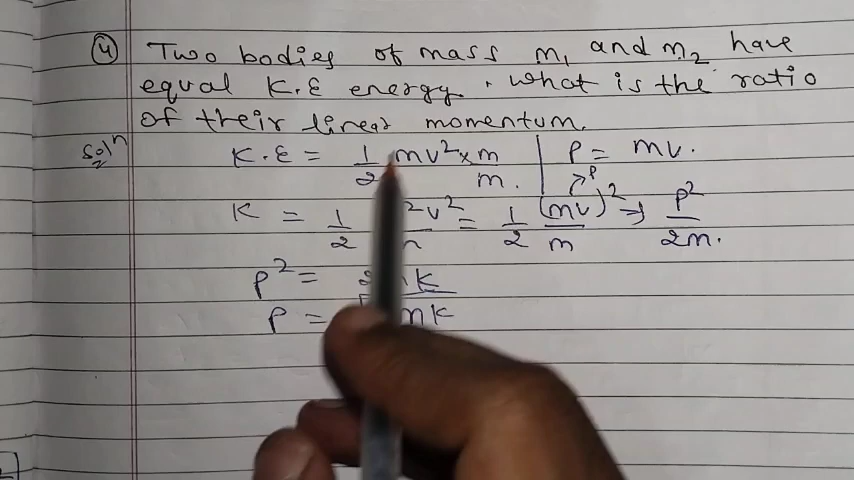 (4) Two bodies of mass m₁ and m₂ have
equal K.E energy. what is the ratio
of their linear momentum.
Solⁿ K.E = 1/2 mv² × m/m | P = mv.
K = 1/2 ²v² = 1/2 (mv)²/m → P²/2m.
P
P² = k
P = mk